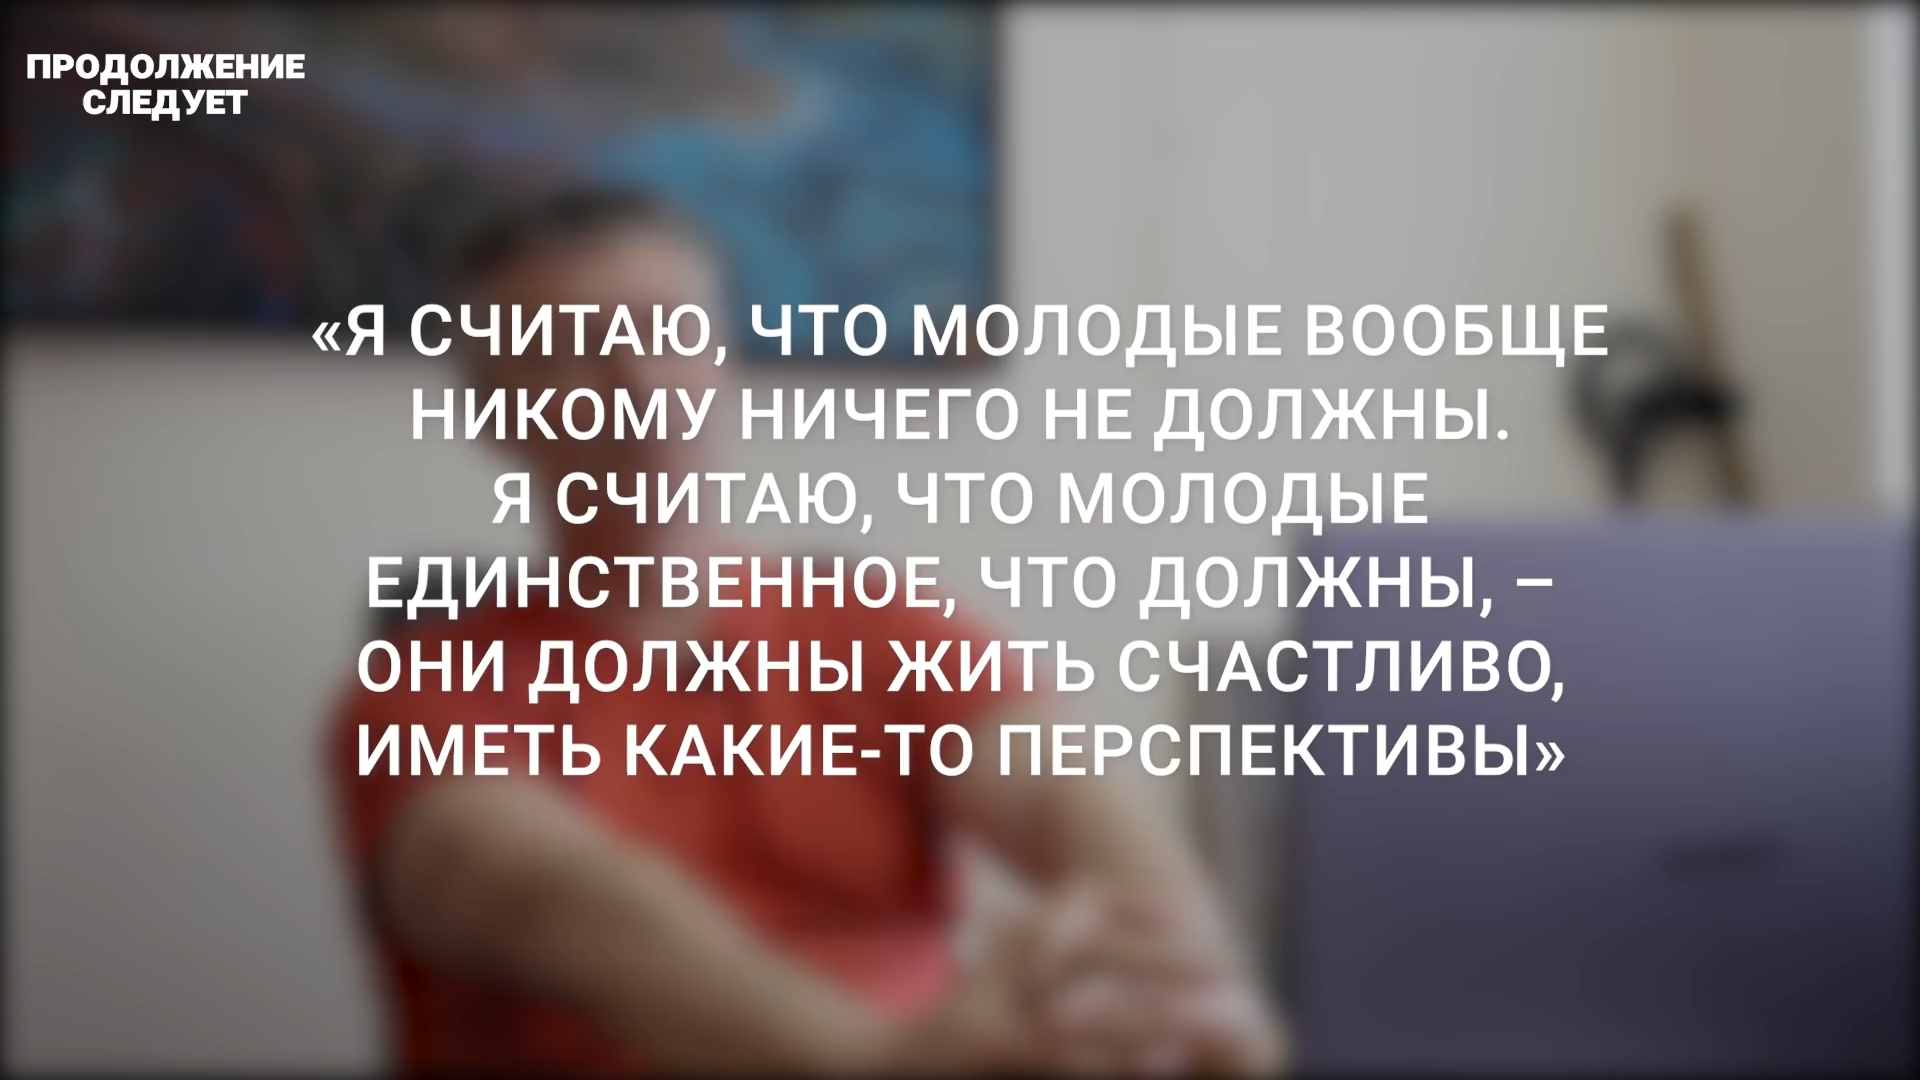 ПРОДОЛЖЕНИЕ
СЛЕДУЕТ
«Я СЧИТАЮ, ЧТО МОЛОДЫЕ ВООБЩЕ
НИКОМУ НИЧЕГО НЕ ДОЛЖНЫ.
Я СЧИТАЮ, ЧТО МОЛОДЫЕ
ЕДИНСТВЕННОЕ, ЧТО ДОЛЖНЫ, –
ОНИ ДОЛЖНЫ ЖИТЬ СЧАСТЛИВО,
ИМЕТЬ КАКИЕ-ТО ПЕРСПЕКТИВЫ»